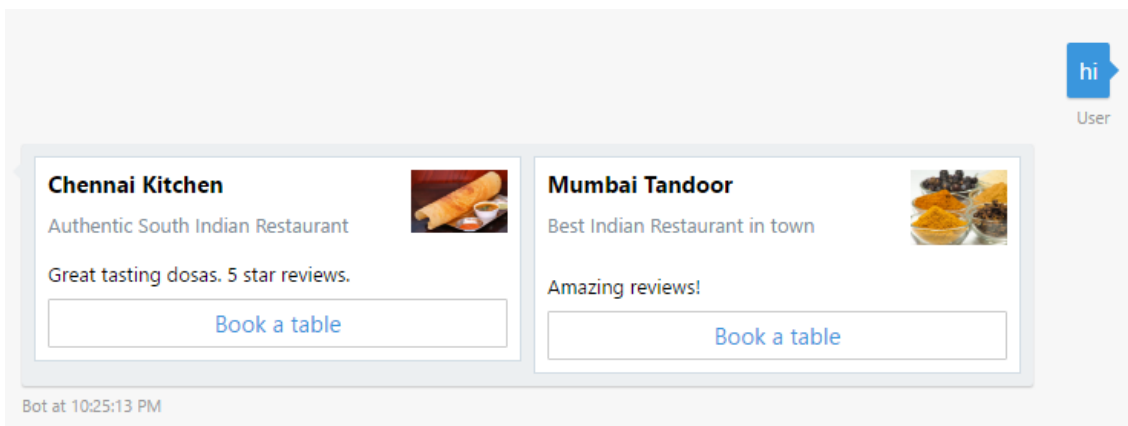 hi
User
Chennai Kitchen
Authentic South Indian Restaurant
Great tasting dosas. 5 star reviews.
Book a table
Mumbai Tandoor
Best Indian Restaurant in town
Amazing reviews!
Book a table
Bot at 10:25:13 PM